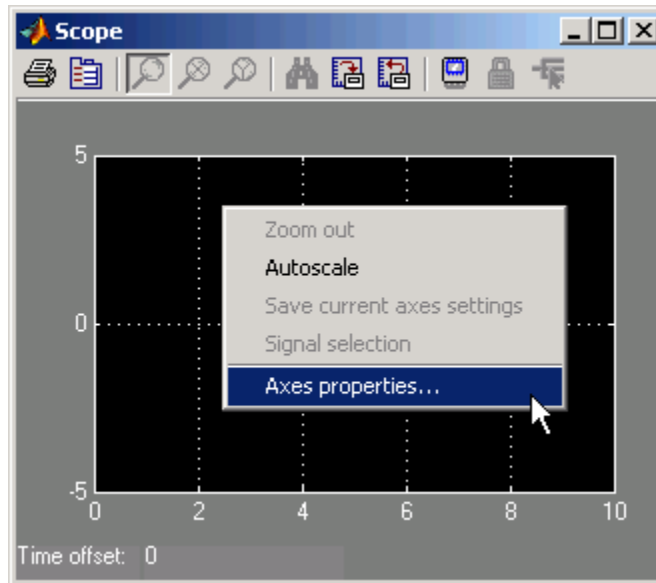 Scope
5
Zoom out
Autoscale
Save current axes settings
0
Signal selection
Axes properties...
-5
0 2 4 6 8 10
Time offset: 0